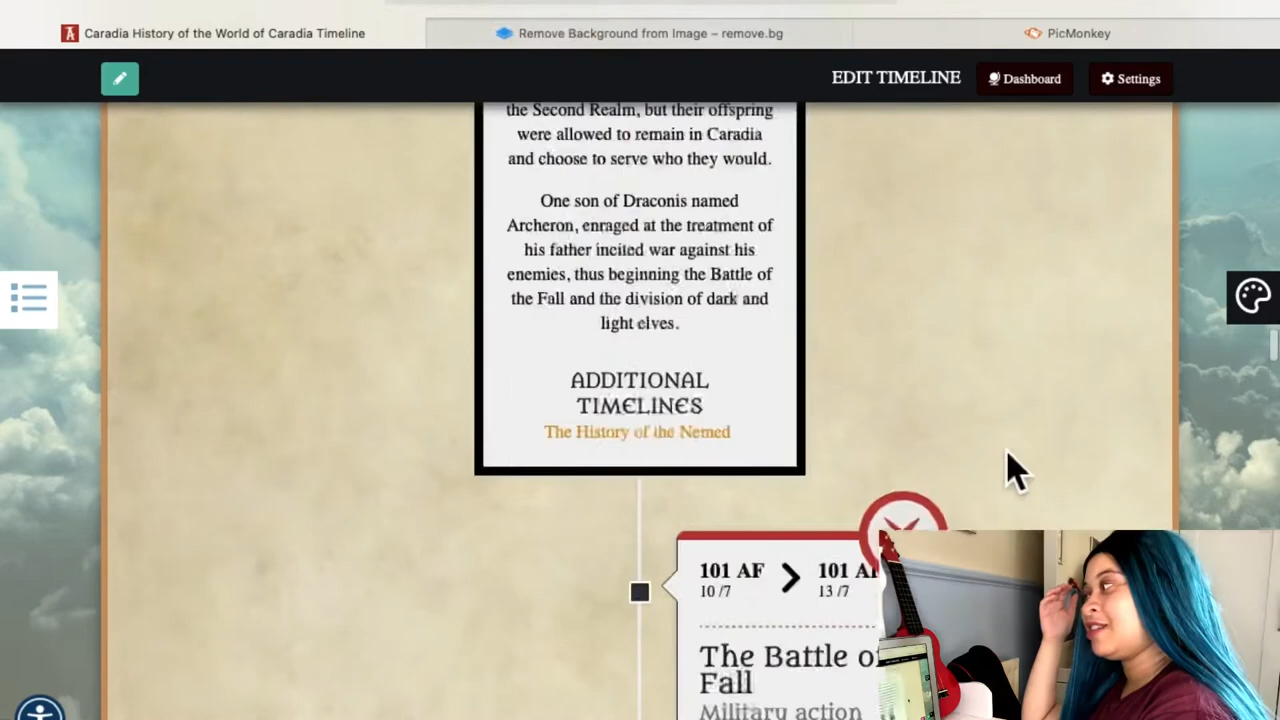 Caradia History of the World of Caradia Timeline
Remove Background from Image – remove.bg
PicMonkey
EDIT TIMELINE
Dashboard
Settings
the Second Realm, but their offspring
were allowed to remain in Caradia
and choose to serve who they would.
One son of Draconis named
Archeron, enraged at the treatment of
his father incited war against his
enemies, thus beginning the Battle of
the Fall and the division of dark and
light elves.
ADDITIONAL
TIMELINES
The History of the Nemed
101 AF > 101 AF
10 /7 13 /7
The Battle of
Fall
Military action